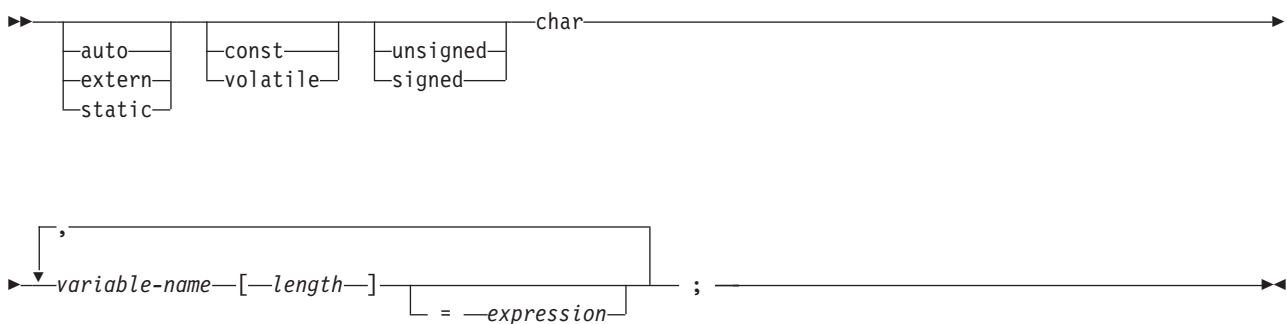 char
auto const unsigned
extern volatile signed
static
,
variable-name [ length ] ;
= expression